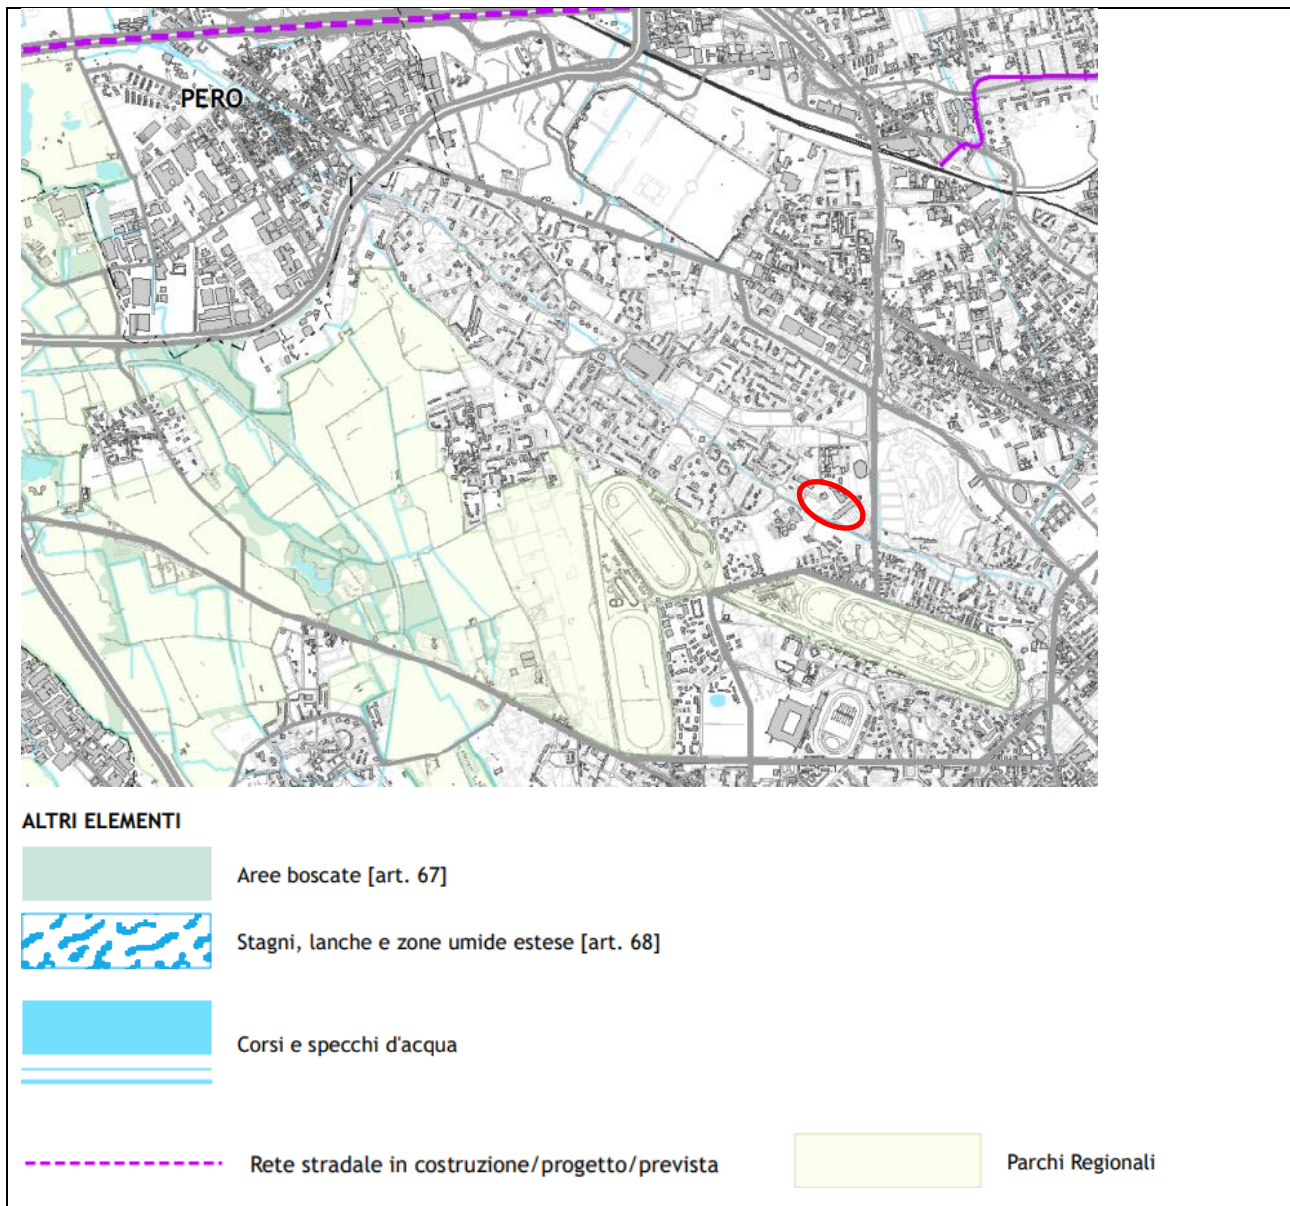 PERO
ALTRI ELEMENTI
Aree boscate [art. 67]
Stagni, lanche e zone umide estese [art. 68]
Corsi e specchi d'acqua
Rete stradale in costruzione/progetto/prevista
Parchi Regionali